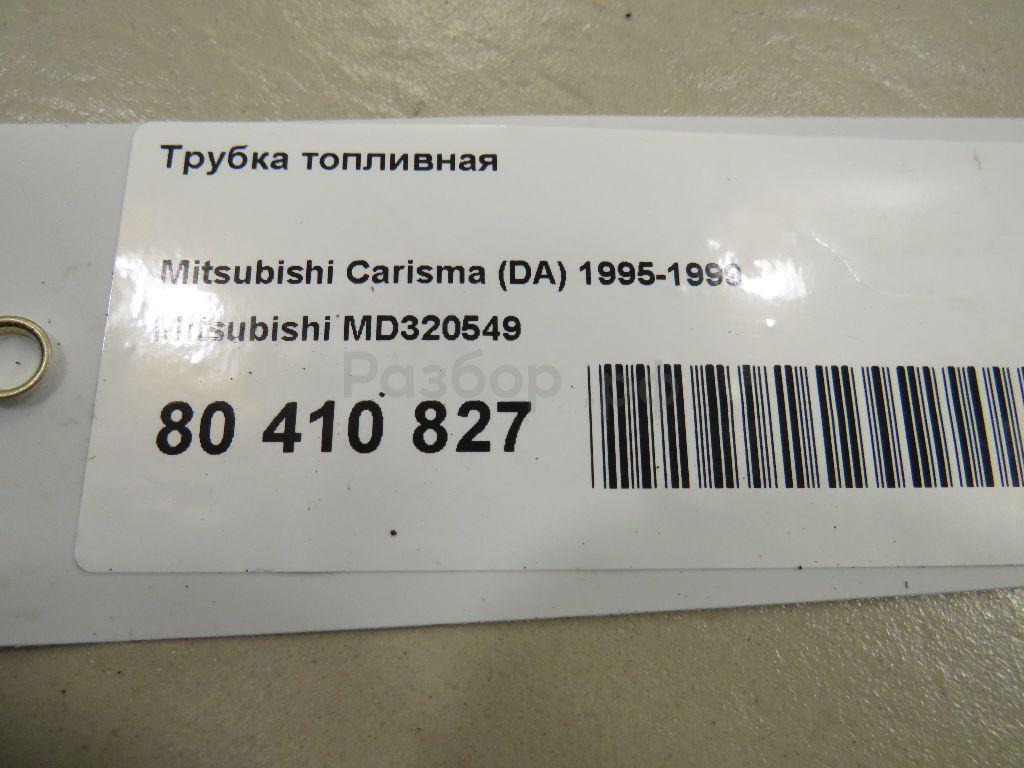 Трубка топливная
Mitsubishi Carisma (DA) 1995-1999
Mitsubishi MD320549
Разбор
80 410 827